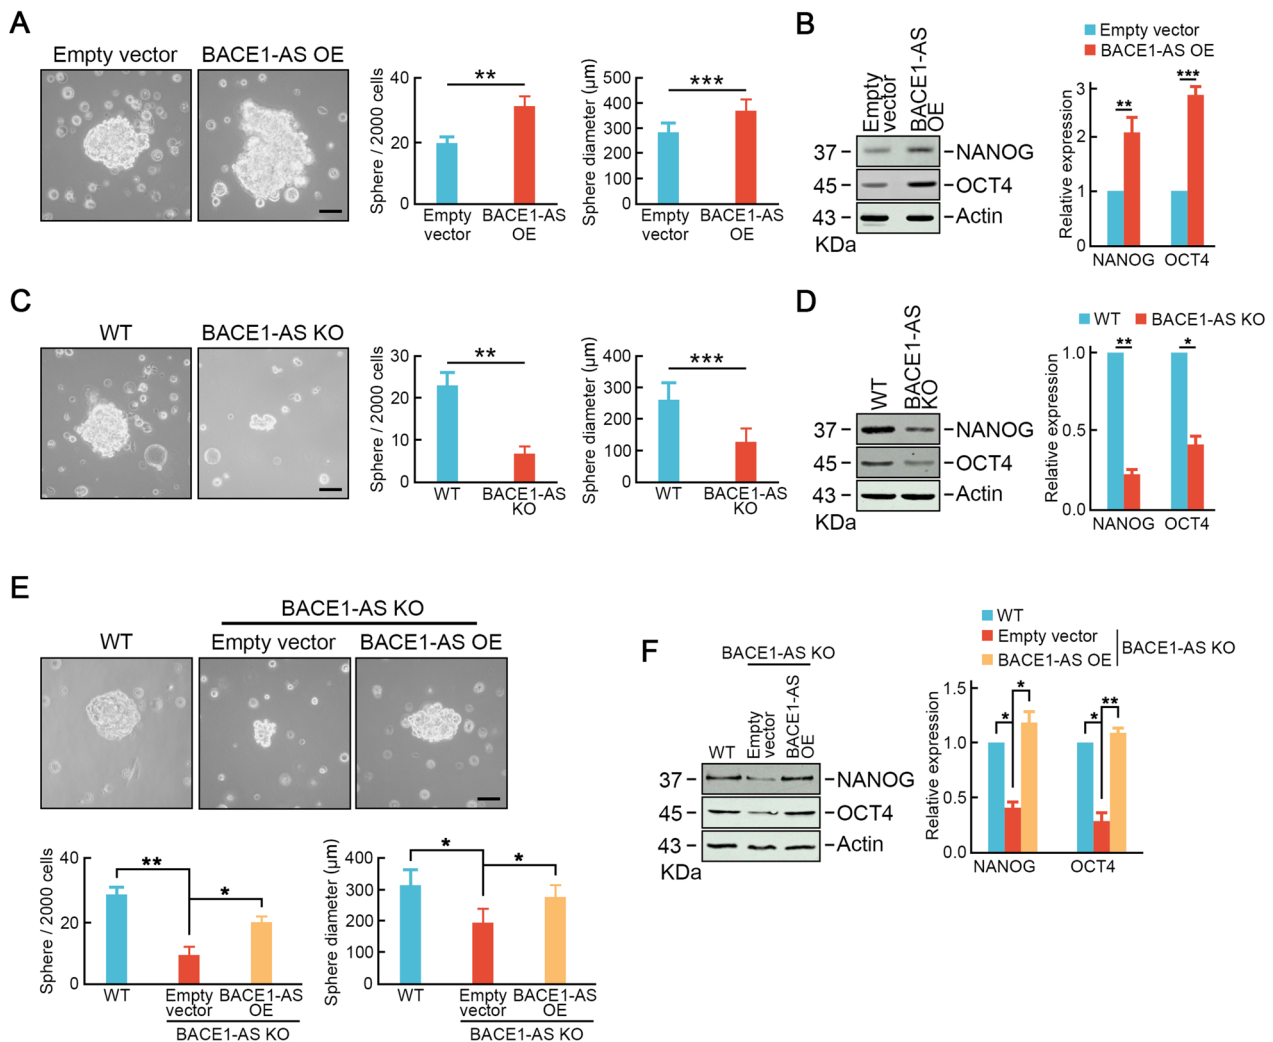 A
Empty vector
BACE1-AS OE
Sphere / 2000 cells
40
20
0
**
Empty
vector
BACE1-AS
OE
Sphere diameter (µm)
500
400
300
200
100
0
***
Empty
vector
BACE1-AS
OE
B
Empty
vector
BACE1-AS
OE
37
NANOG
45
OCT4
43
Actin
KDa
Empty vector
BACE1-AS OE
Relative expression
3
2
1
0
**
***
NANOG
OCT4
C
WT
BACE1-AS KO
Sphere / 2000 cells
30
20
10
0
**
WT
BACE1-AS
KO
Sphere diameter (µm)
400
300
200
100
0
***
WT
BACE1-AS
KO
D
WT
BACE1-AS
KO
37
NANOG
45
OCT4
43
Actin
KDa
WT
BACE1-AS KO
Relative expression
1.0
0.5
0.0
**
*
NANOG
OCT4
E
BACE1-AS KO
WT
Empty vector
BACE1-AS OE
Sphere / 2000 cells
40
20
0
**
*
WT
Empty
vector
BACE1-AS
OE
BACE1-AS KO
Sphere diameter (µm)
400
300
200
100
0
*
*
WT
Empty
vector
BACE1-AS
OE
BACE1-AS KO
F
BACE1-AS KO
WT
Empty
vector
BACE1-AS
OE
37
NANOG
45
OCT4
43
Actin
KDa
WT
Empty vector
BACE1-AS OE
BACE1-AS KO
Relative expression
1.5
1.0
0.5
0.0
*
*
*
**
NANOG
OCT4